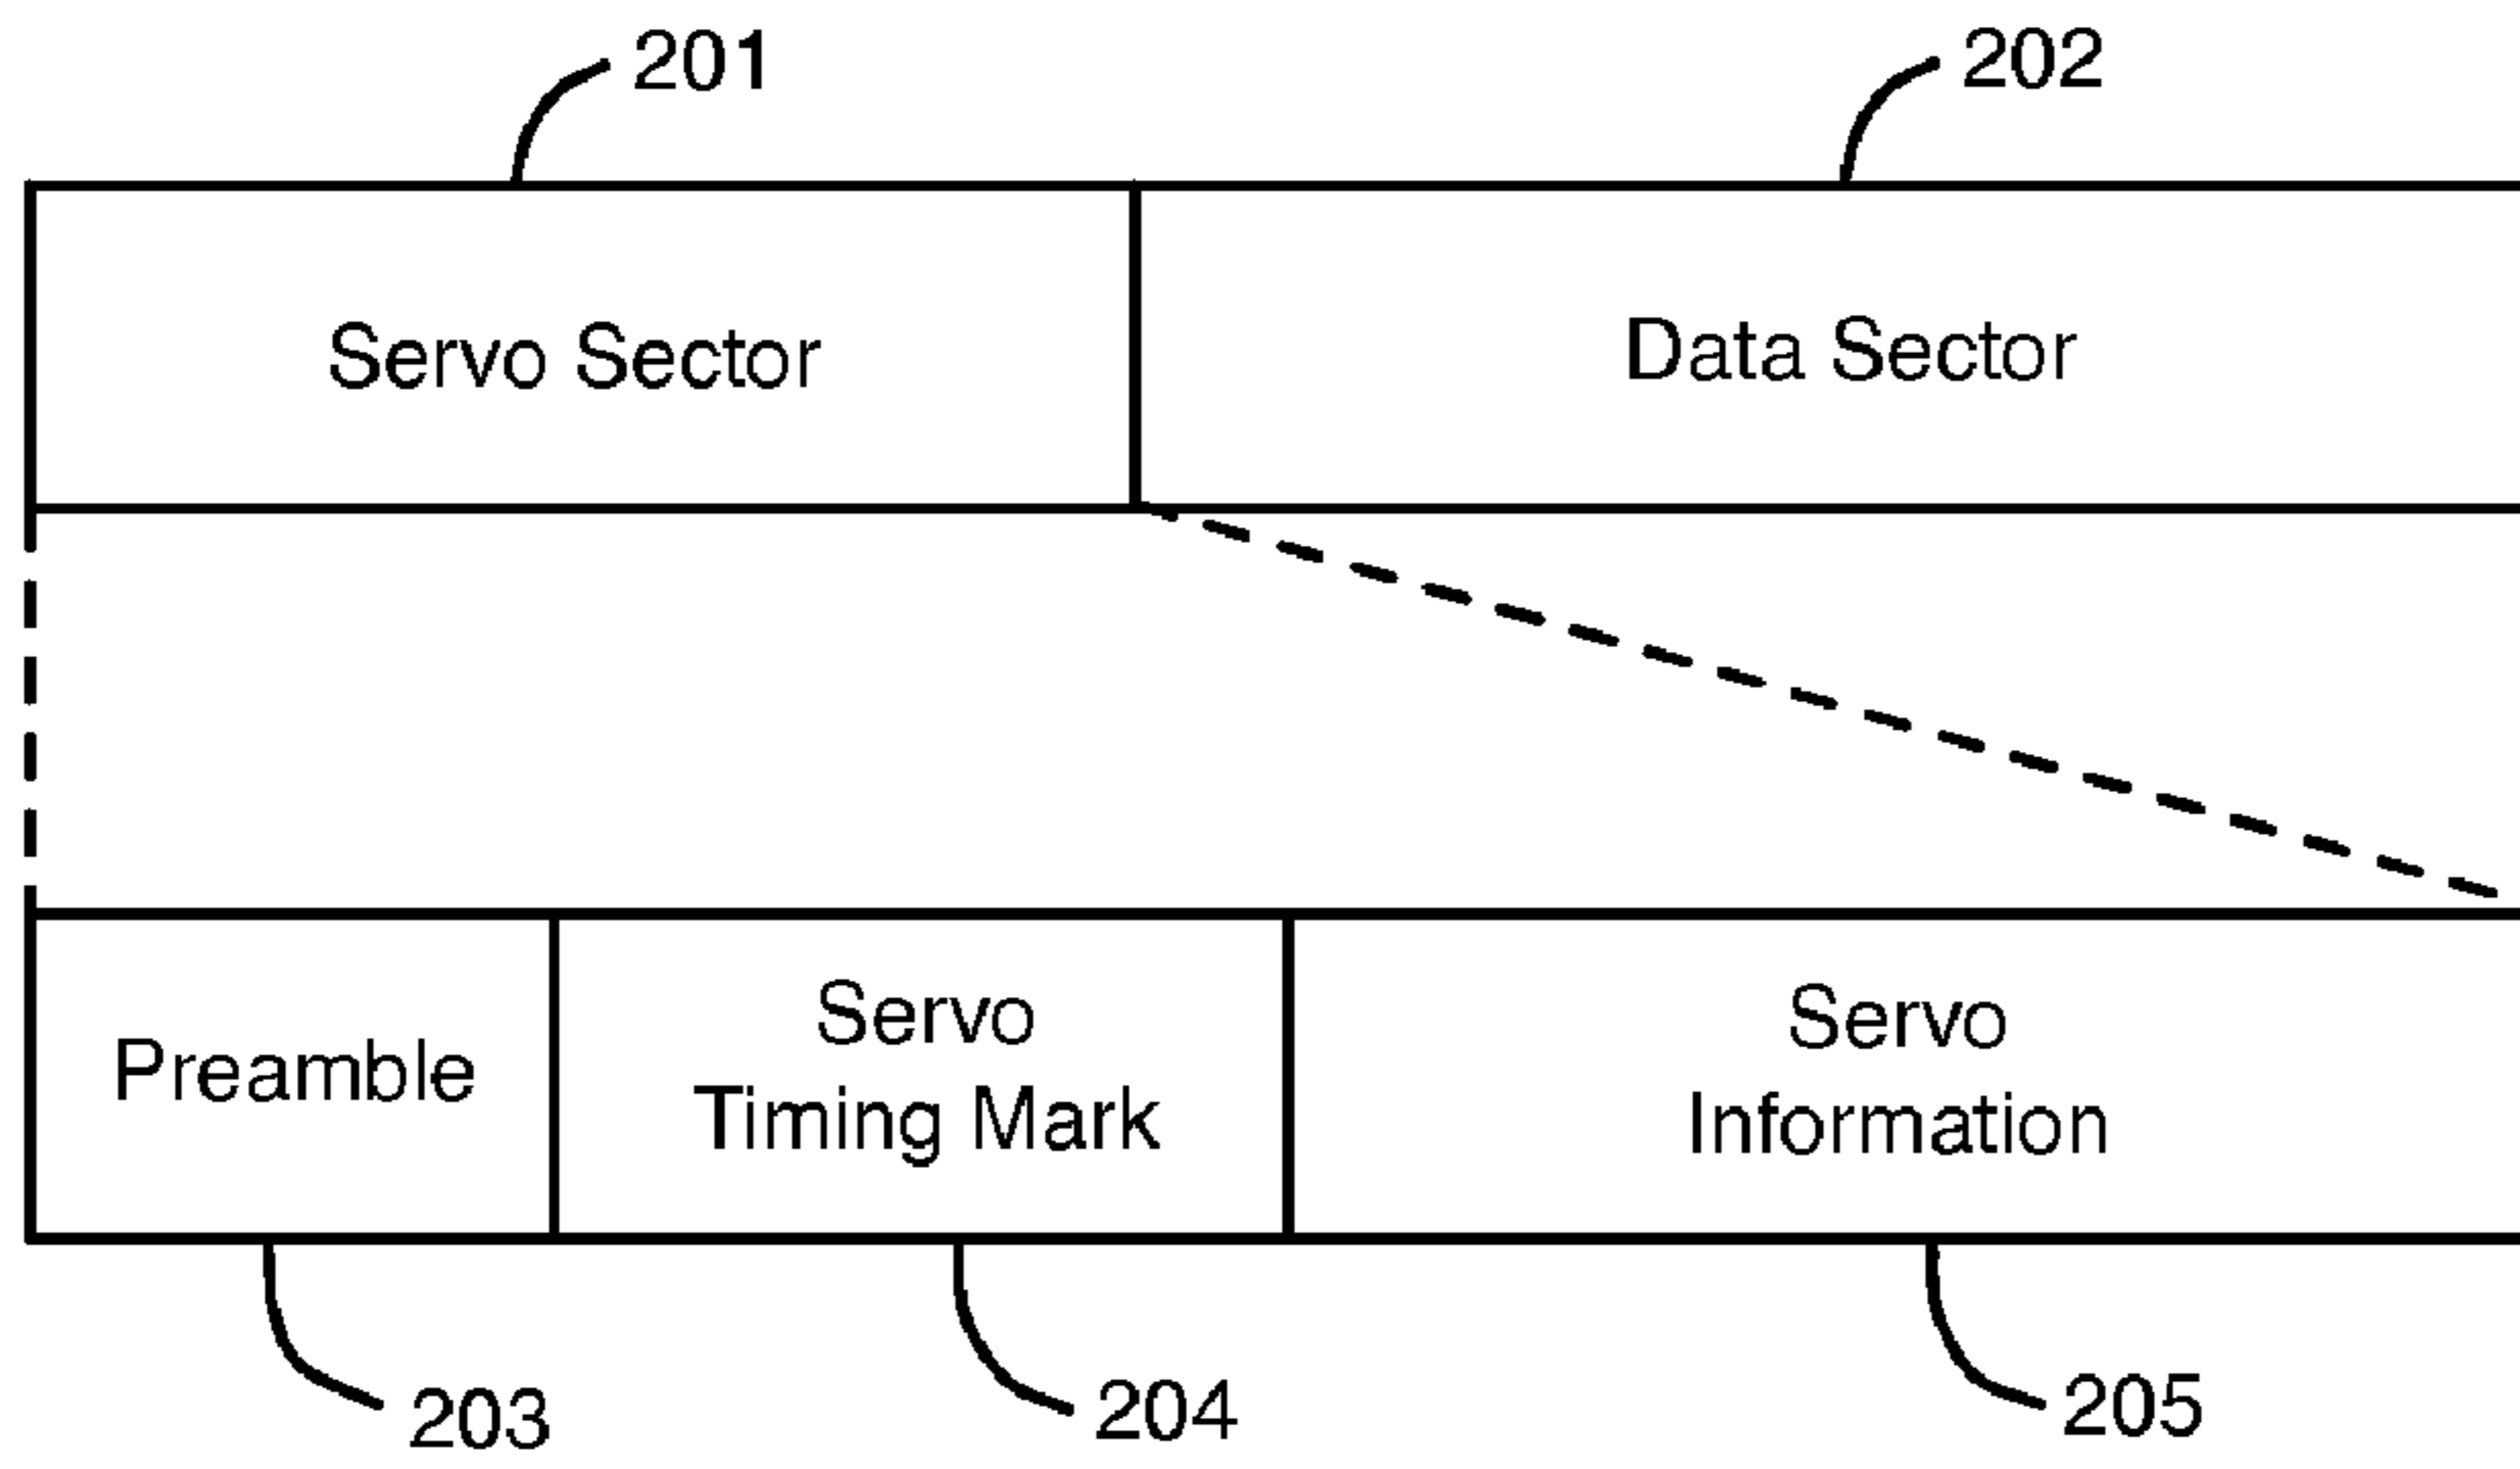 201
202
Servo Sector
Data Sector
Preamble
Servo
Timing Mark
Servo
Information
203
204
205